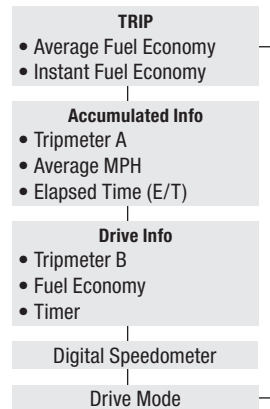 TRIP
• Average Fuel Economy
• Instant Fuel Economy
Accumulated Info
• Tripmeter A
• Average MPH
• Elapsed Time (E/T)
Drive Info
• Tripmeter B
• Fuel Economy
• Timer
Digital Speedometer
Drive Mode